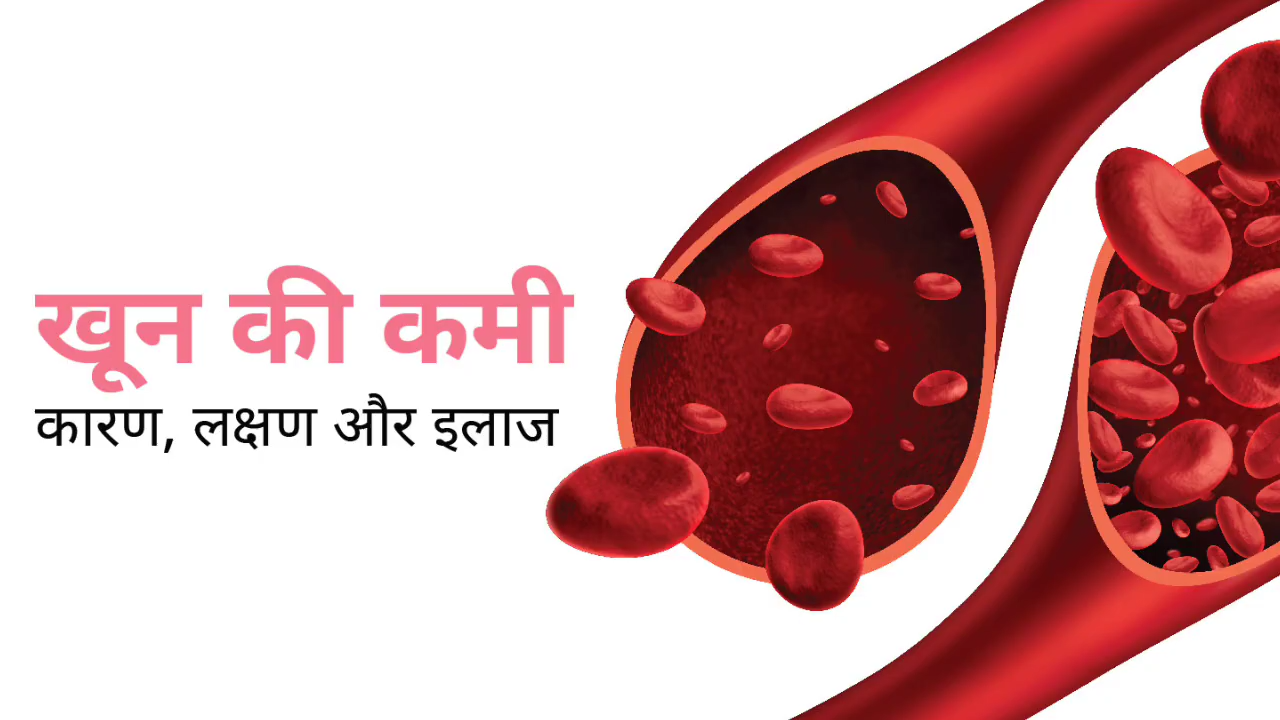 खून की कमी
कारण, लक्षण और इलाज